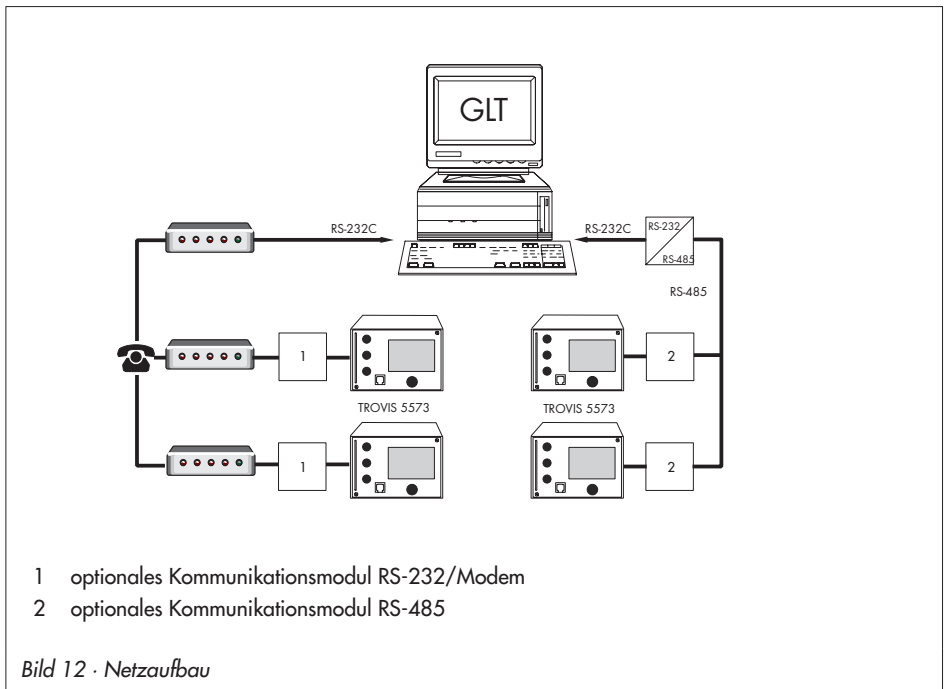 GLT
RS-232C
RS-232C
RS-232
RS-485
RS-485
1
2
TROVIS 5573
TROVIS 5573
1
2
1 optionales Kommunikationsmodul RS-232/Modem
2 optionales Kommunikationsmodul RS-485
Bild 12 · Netzaufbau